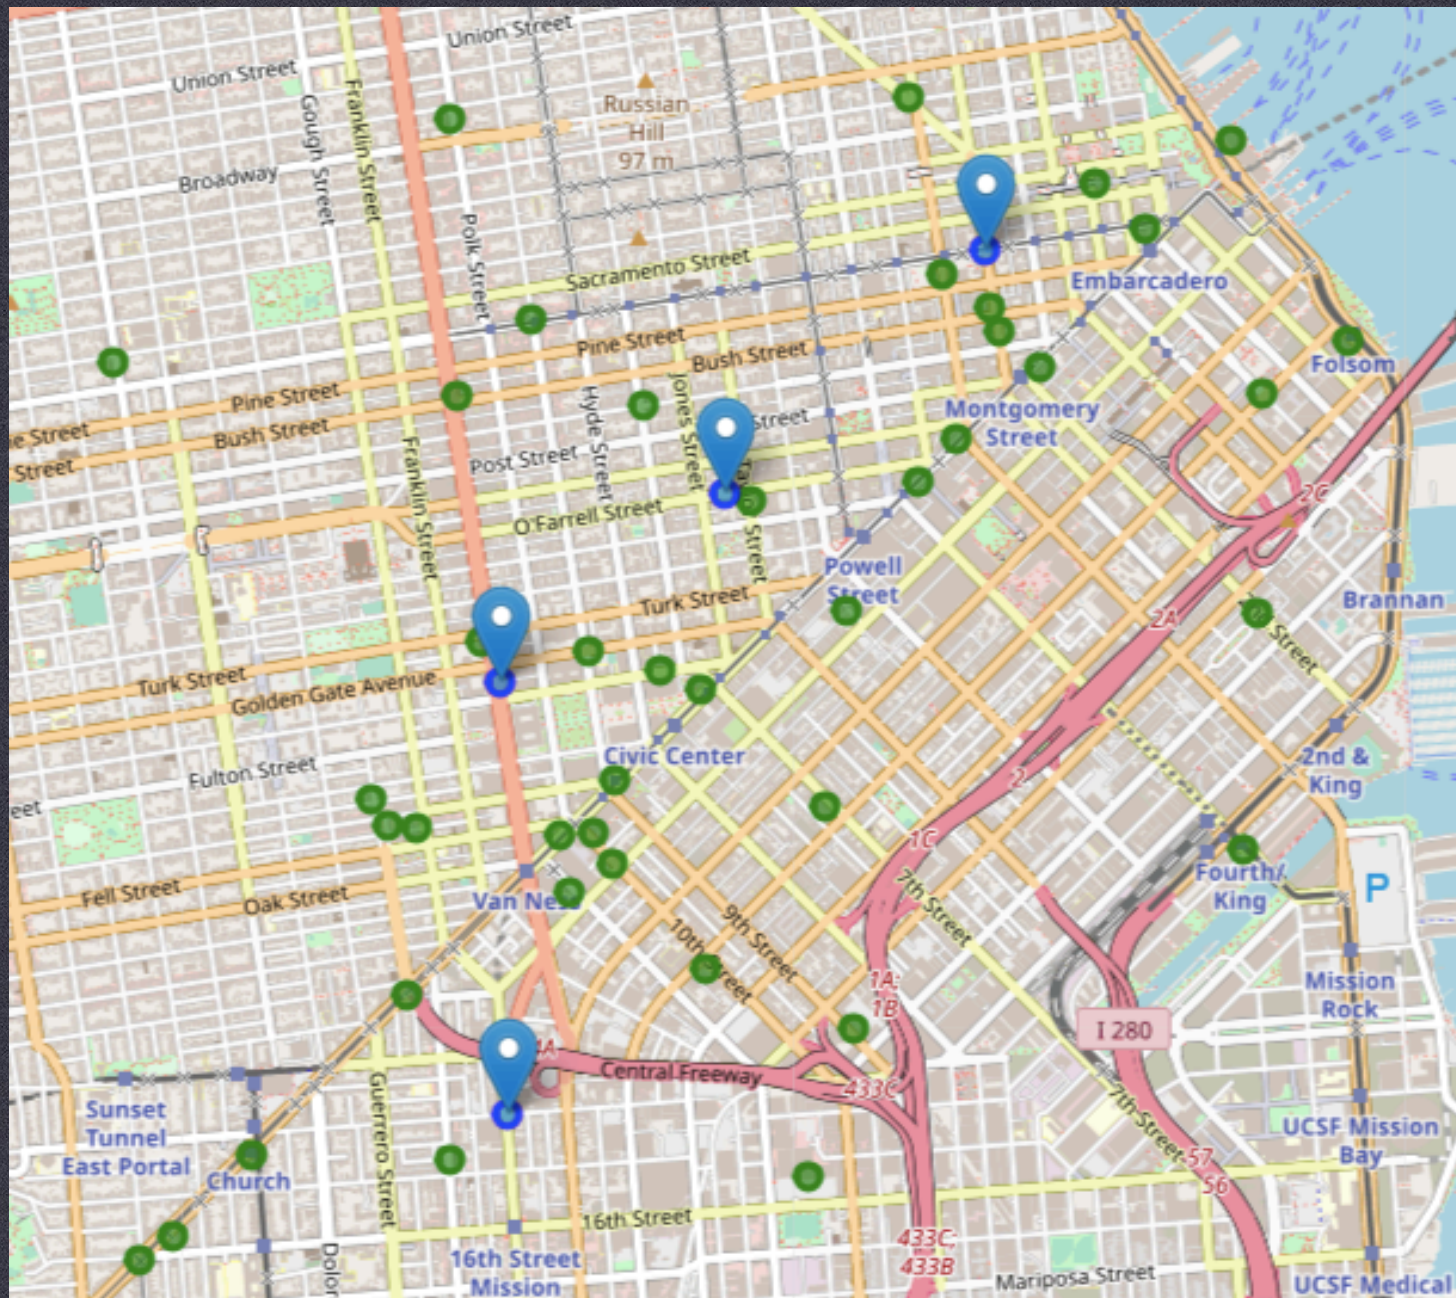 Union Street
Union Street
Gough Street
Franklin Street
Russian
Hill
97 m
Broadway
Polk Street
Sacramento Street
Embarcadero
Pine Street
Bush Street
Folsom
Jones Street
Hyde Street
Pine Street
Bush Street
Street
Montgomery
Street
Street
Franklin Street
Post Street
O'Farrell Street
2C
Street
Powell
Street
Brannan
Turk Street
2A
Street
Turk Street
Golden Gate Avenue
Civic Center
2nd &
King
Fulton Street
2
1C
Fourth/
King
P
Fell Street
Oak Street
Van Ness
7th Street
9th Street
10th Street
1A;
1B
Mission
Rock
I 280
Central Freeway
433C
Guerrero Street
7th Street
Sunset
Tunnel
East Portal
Church
UCSF Mission
Bay
57
56
16th Street
433C;
433B
16th Street
Mission
Dolor
Mariposa Street
UCSF Medical